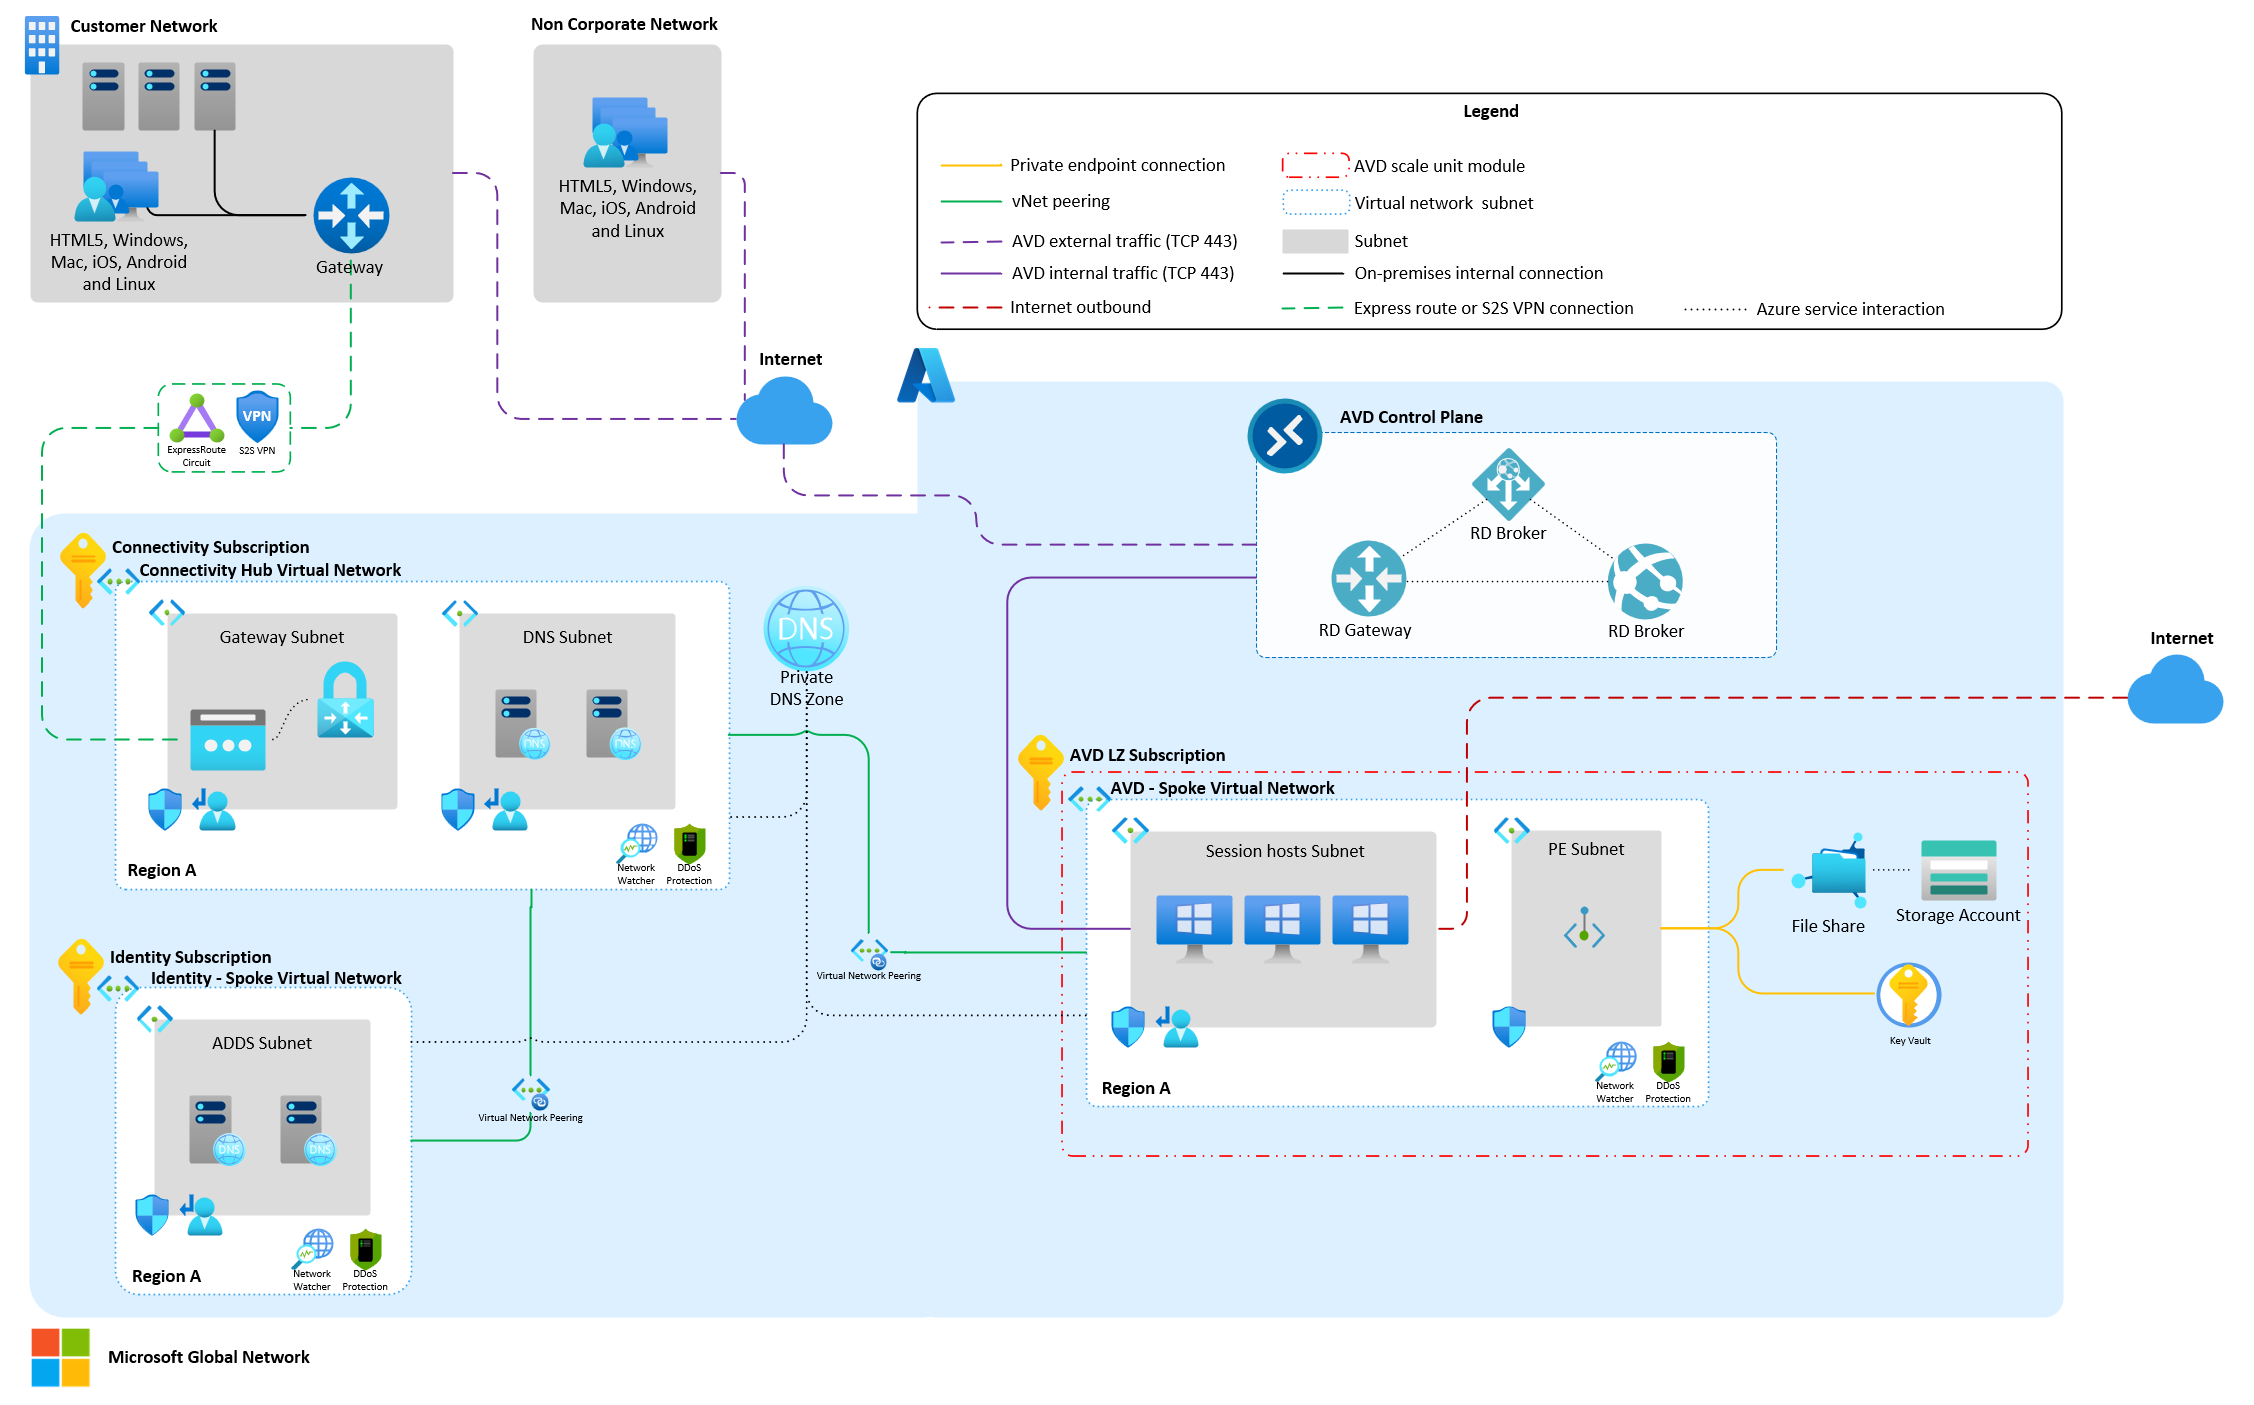 Customer Network
HTML5, Windows,
Mac, iOS, Android
and Linux
Gateway
Non Corporate Network
HTML5, Windows,
Mac, iOS, Android
and Linux
Legend
Private endpoint connection
vNet peering
AVD external traffic (TCP 443)
AVD internal traffic (TCP 443)
Internet outbound
AVD scale unit module
Virtual network subnet
Subnet
On-premises internal connection
Express route or S2S VPN connection
Azure service interaction
Internet
VPN
ExpressRoute
Circuit
S2S VPN
AVD Control Plane
RD Broker
RD Gateway
RD Broker
Connectivity Subscription
Connectivity Hub Virtual Network
Gateway Subnet
DNS Subnet
DNS
DNS
Region A
Network
Watcher
DDoS
Protection
DNS
Private
DNS Zone
Internet
AVD LZ Subscription
AVD - Spoke Virtual Network
Session hosts Subnet
PE Subnet
File Share
Storage Account
Key Vault
Region A
Network
Watcher
DDoS
Protection
Virtual Network Peering
Identity Subscription
Identity - Spoke Virtual Network
ADDS Subnet
DNS
DNS
Region A
Network
Watcher
DDoS
Protection
Virtual Network Peering
Microsoft Global Network